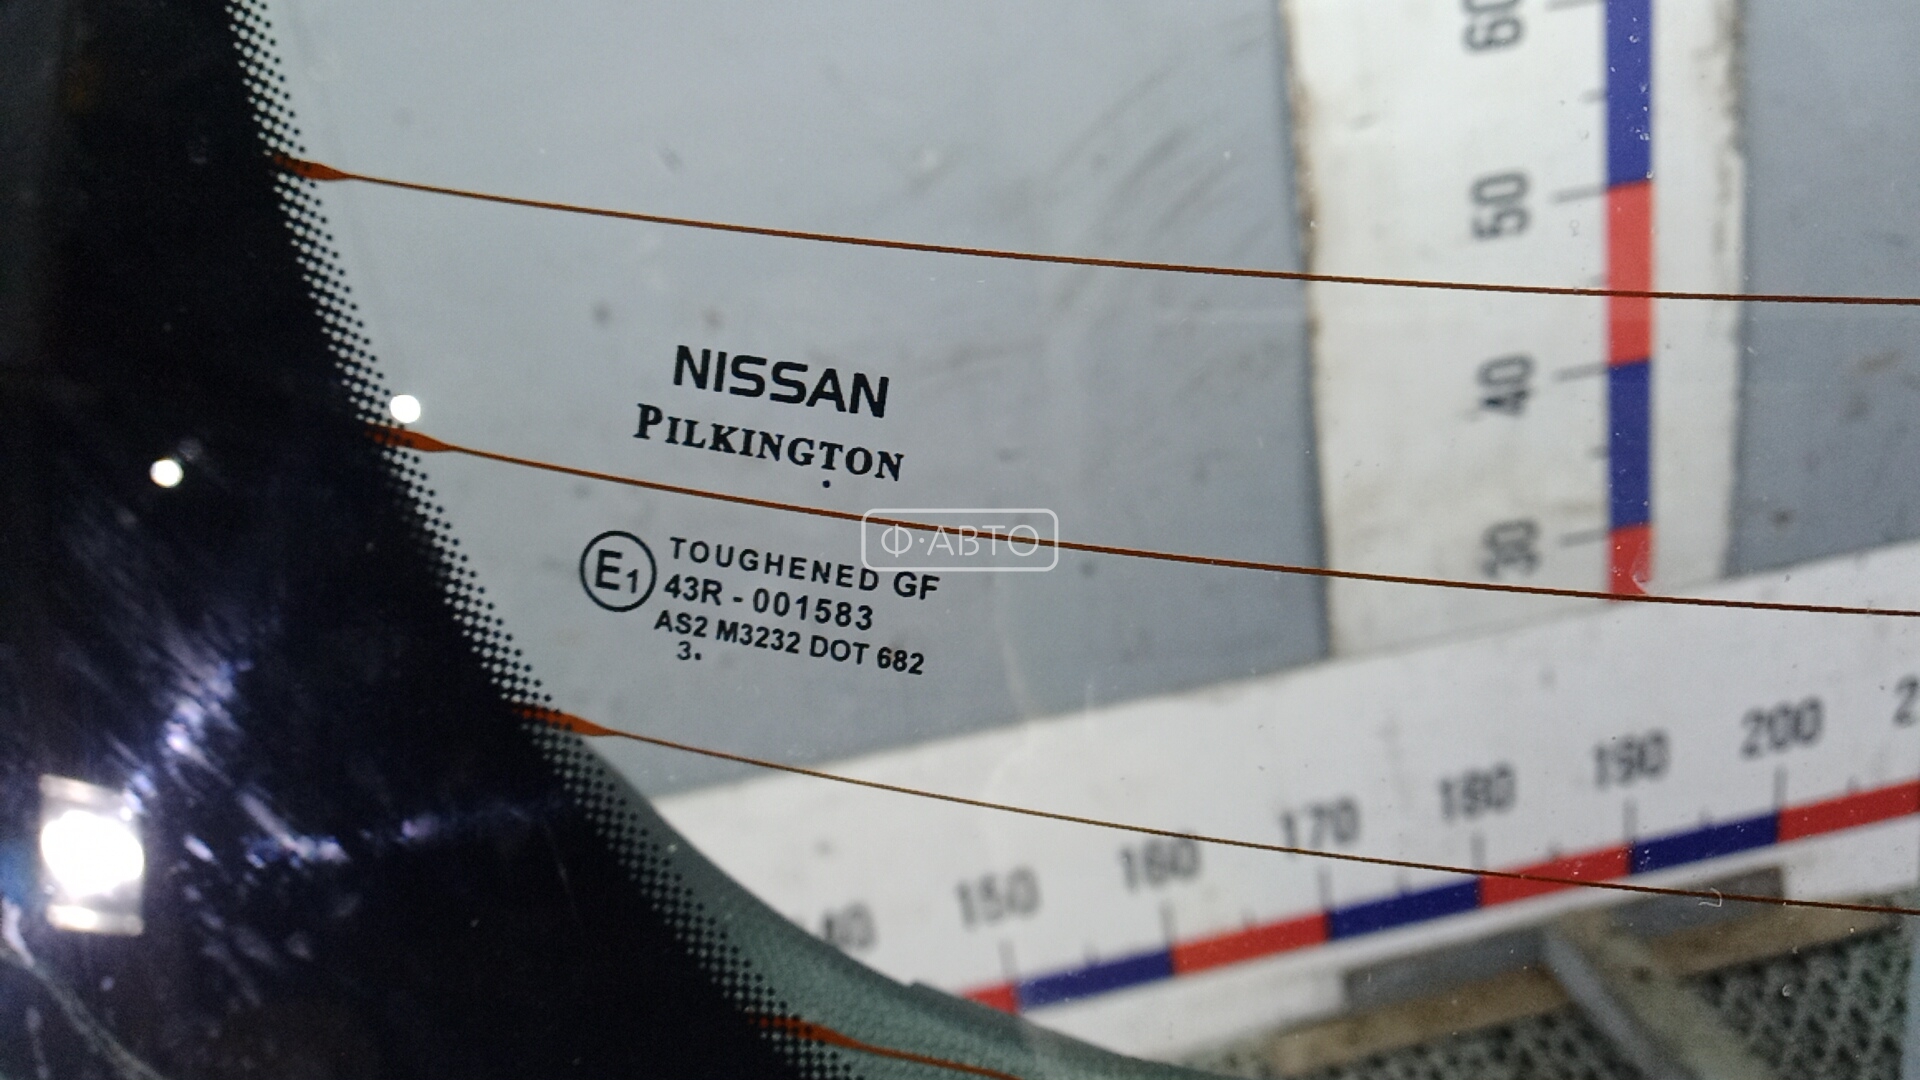 60
50
40
30
NISSAN
PILKINGTON
Ф·АВТО
E1
TOUGHENED GF
43R - 001583
AS2 M3232 DOT 682
3.
150
160
170
180
190
200